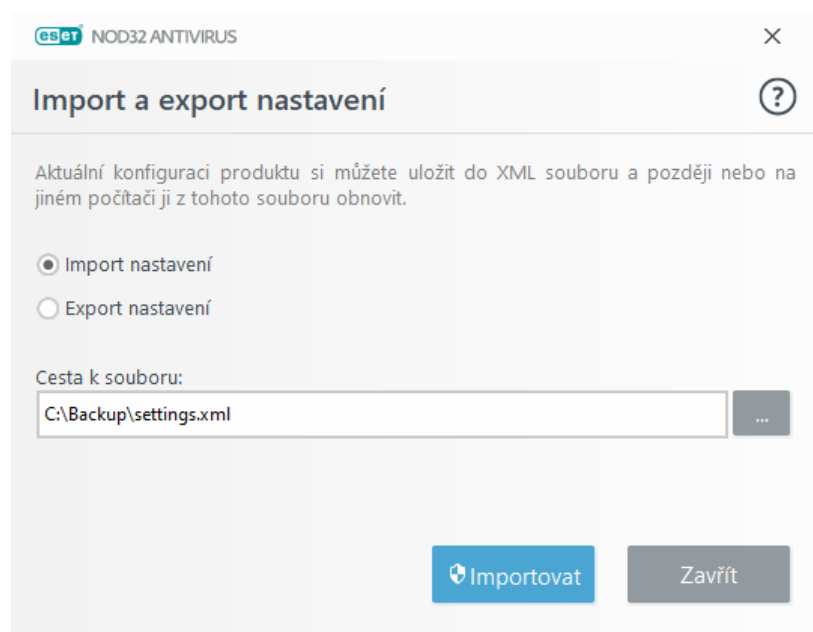 eset NOD32 ANTIVIRUS
Import a export nastavení
?
Aktuální konfiguraci produktu si můžete uložit do XML souboru a později nebo na
jiném počítači ji z tohoto souboru obnovit.
Import nastavení
Export nastavení
Cesta k souboru:
C:\Backup\settings.xml
...
Importovat
Zavřít